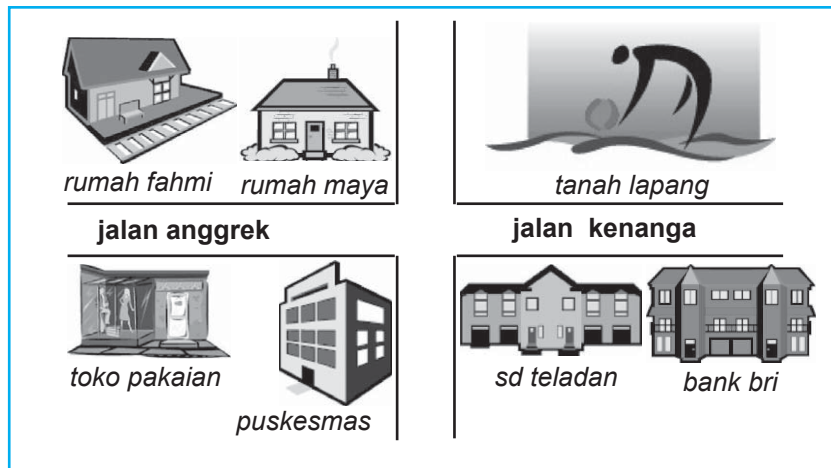 rumah fahmi
rumah maya
tanah lapang
jalan anggrek
jalan kenanga
toko pakaian
puskesmas
sd teladan
bank bri